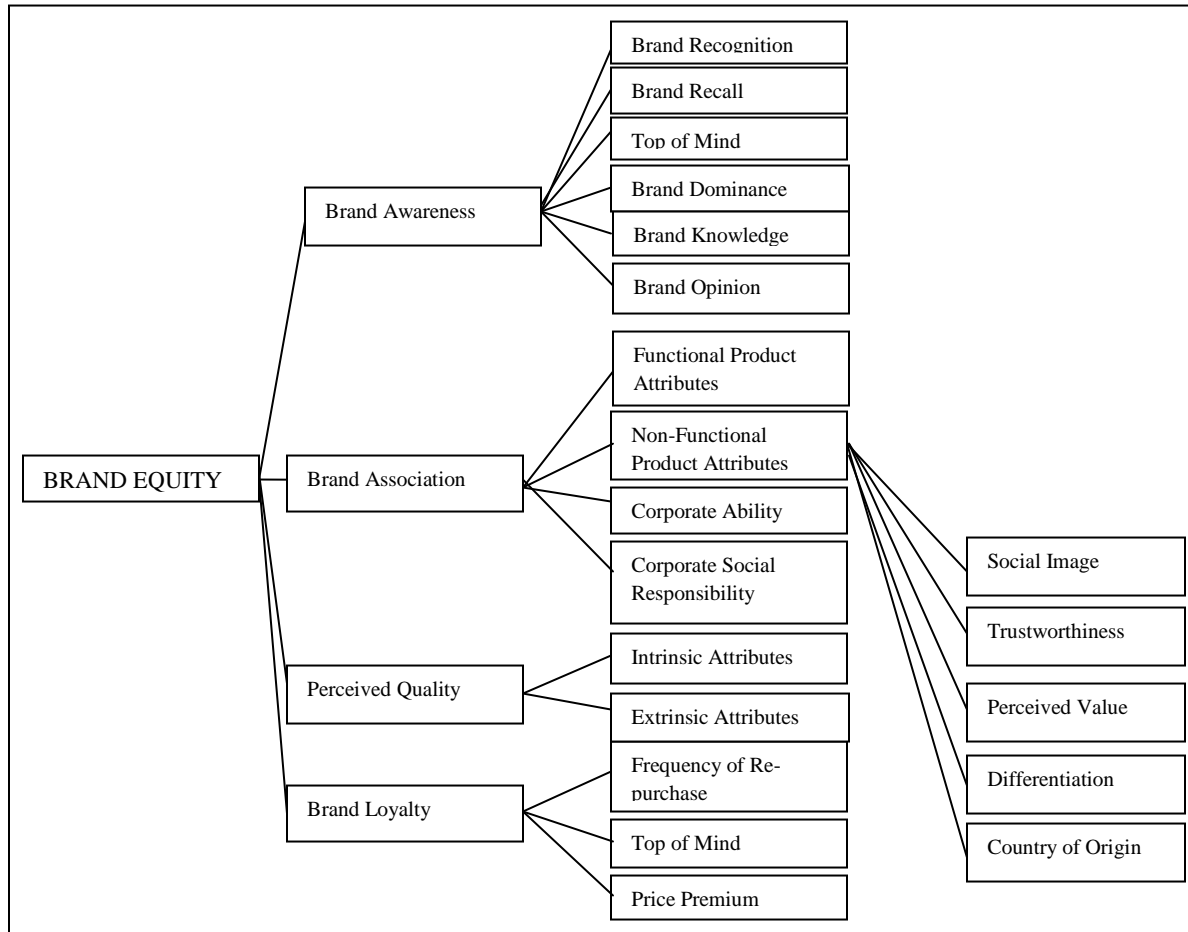 BRAND EQUITY
Brand Awareness
Brand Recognition
Brand Recall
Top of Mind
Brand Dominance
Brand Knowledge
Brand Opinion
Brand Association
Functional Product
Attributes
Non-Functional
Product Attributes
Social Image
Trustworthiness
Perceived Value
Differentiation
Country of Origin
Corporate Ability
Corporate Social
Responsibility
Perceived Quality
Intrinsic Attributes
Extrinsic Attributes
Brand Loyalty
Frequency of Re-
purchase
Top of Mind
Price Premium